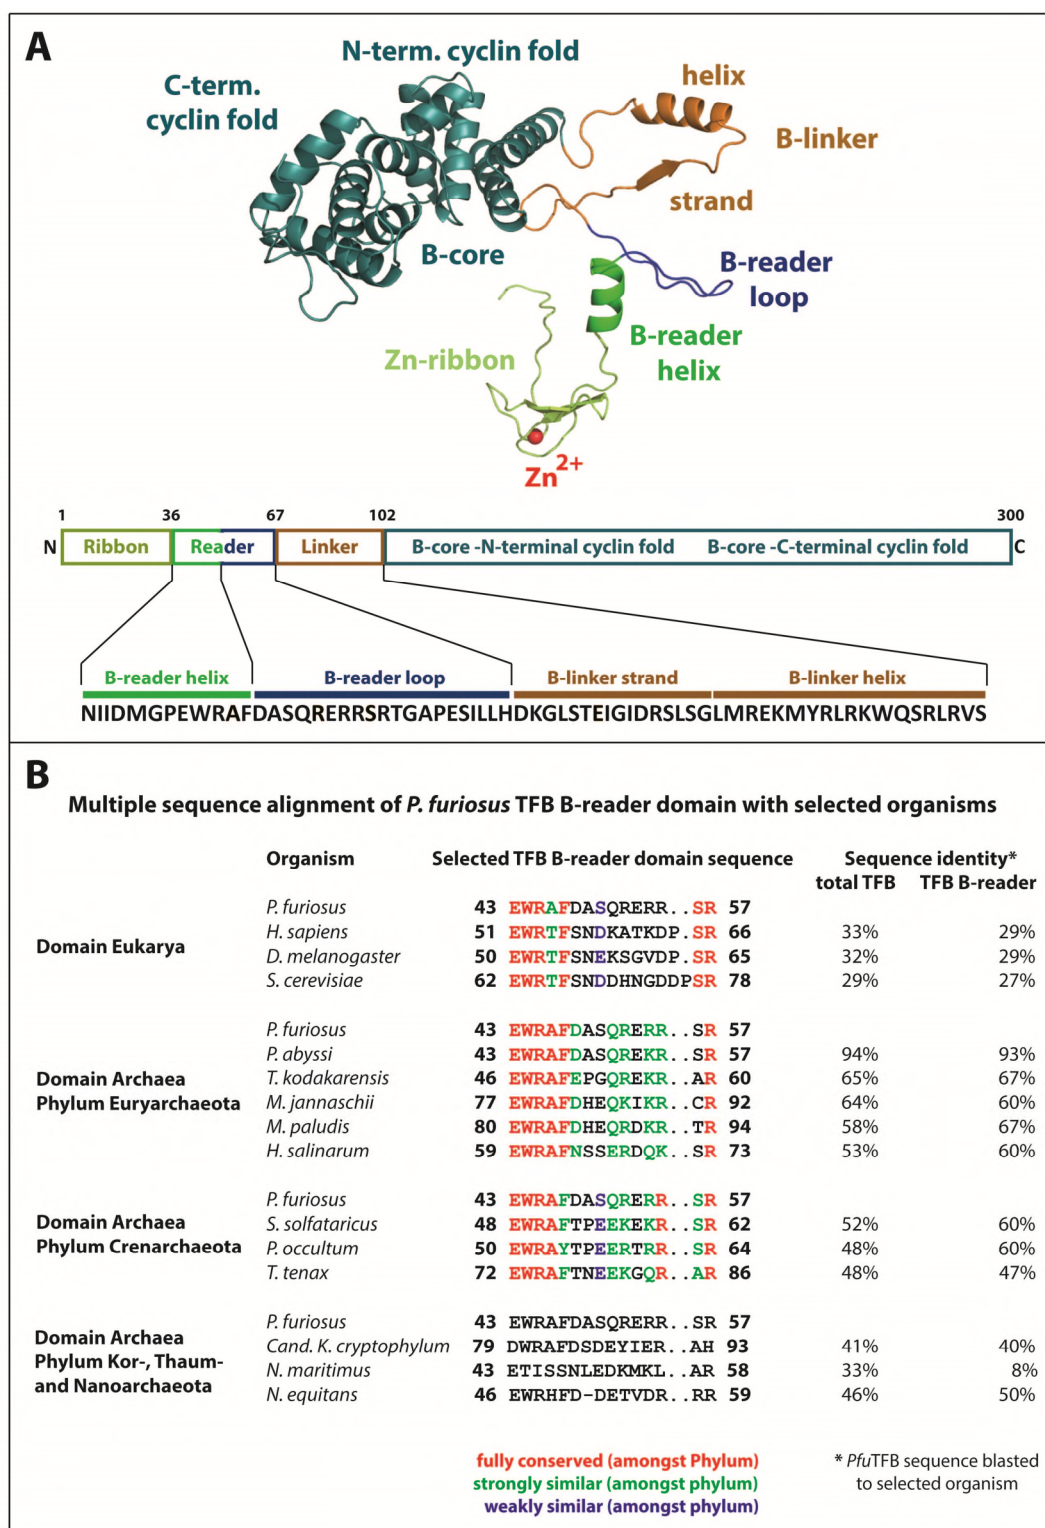 A
N-term. cyclin fold
C-term.
cyclin fold
helix
B-linker
strand
B-core
B-reader
loop
B-reader
helix
Zn-ribbon
Zn2+
1 36 67 102 300
N Ribbon Reader Linker B-core -N-terminal cyclin fold B-core -C-terminal cyclin fold C
B-reader helix B-reader loop B-linker strand B-linker helix
NIIDMGPEWRAFDASQRERRSRTGAPESILLHDKGLSTEIGIDRSLSGLMREKMYRLRKWQSRLRVS
B
Multiple sequence alignment of P. furiosus TFB B-reader domain with selected organisms
Organism Selected TFB B-reader domain sequence Sequence identity*
total TFB TFB B-reader
Domain Eukarya
P. furiosus 43 EWRAFDASQRERR..SR 57
H. sapiens 51 EWRTFSNDKATKDP.SR 66 33% 29%
D. melanogaster 50 EWRTFSNEKSGVDP.SR 65 32% 29%
S. cerevisiae 62 EWRTFSNDDHNGDDPSR 78 29% 27%
Domain Archaea
Phylum Euryarchaeota
P. furiosus 43 EWRAFDASQRERR..SR 57
P. abyssi 43 EWRAFDASQREKR..SR 57 94% 93%
T. kodakarensis 46 EWRAFEPGQREKR..AR 60 65% 67%
M. jannaschii 77 EWRAFDHEQKIKR..CR 92 64% 60%
M. paludis 80 EWRAFDHEQRDKR..TR 94 58% 67%
H. salinarum 59 EWRAFNSSERDQK..SR 73 53% 60%
Domain Archaea
Phylum Crenarchaeota
P. furiosus 43 EWRAFDASQRERR..SR 57
S. solfataricus 48 EWRAFTPEEKEKR..SR 62 52% 60%
P. occultum 50 EWRAYTPEERTRR..SR 64 48% 60%
T. tenax 72 EWRAFTNEEKGQR..AR 86 48% 47%
Domain Archaea
Phylum Kor-, Thaum-
and Nanoarchaeota
P. furiosus 43 EWRAFDASQRERR..SR 57
Cand. K. cryptophylum 79 DWRAFDSDEYIER..AH 93 41% 40%
N. maritimus 43 ETISSNLEDKMKL..AR 58 33% 8%
N. equitans 46 EWRHFD-DETVDR..RR 59 46% 50%
fully conserved (amongst Phylum)
strongly similar (amongst phylum)
weakly similar (amongst phylum)
* PfuTFB sequence blasted
to selected organism